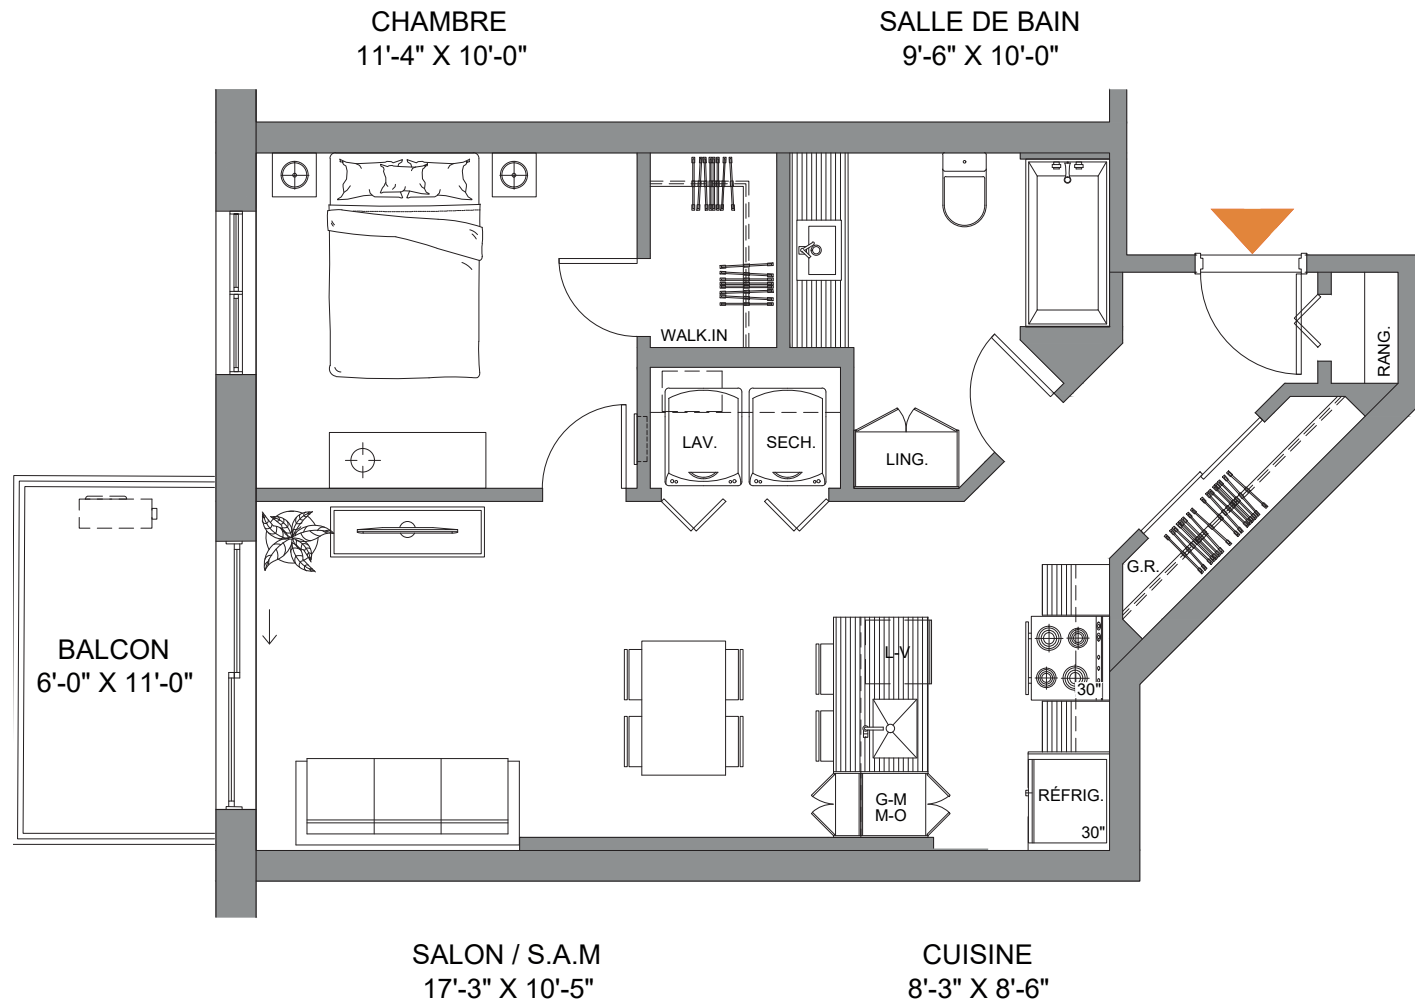 CHAMBRE
11'-4" X 10'-0"
SALLE DE BAIN
9'-6" X 10'-0"
WALK.IN
RANG.
LAV.
SECH.
LING.
G.R.
BALCON
6'-0" X 11'-0"
L-V
30"
G-M
M-O
RÉFRIG.
30"
SALON / S.A.M
17'-3" X 10'-5"
CUISINE
8'-3" X 8'-6"